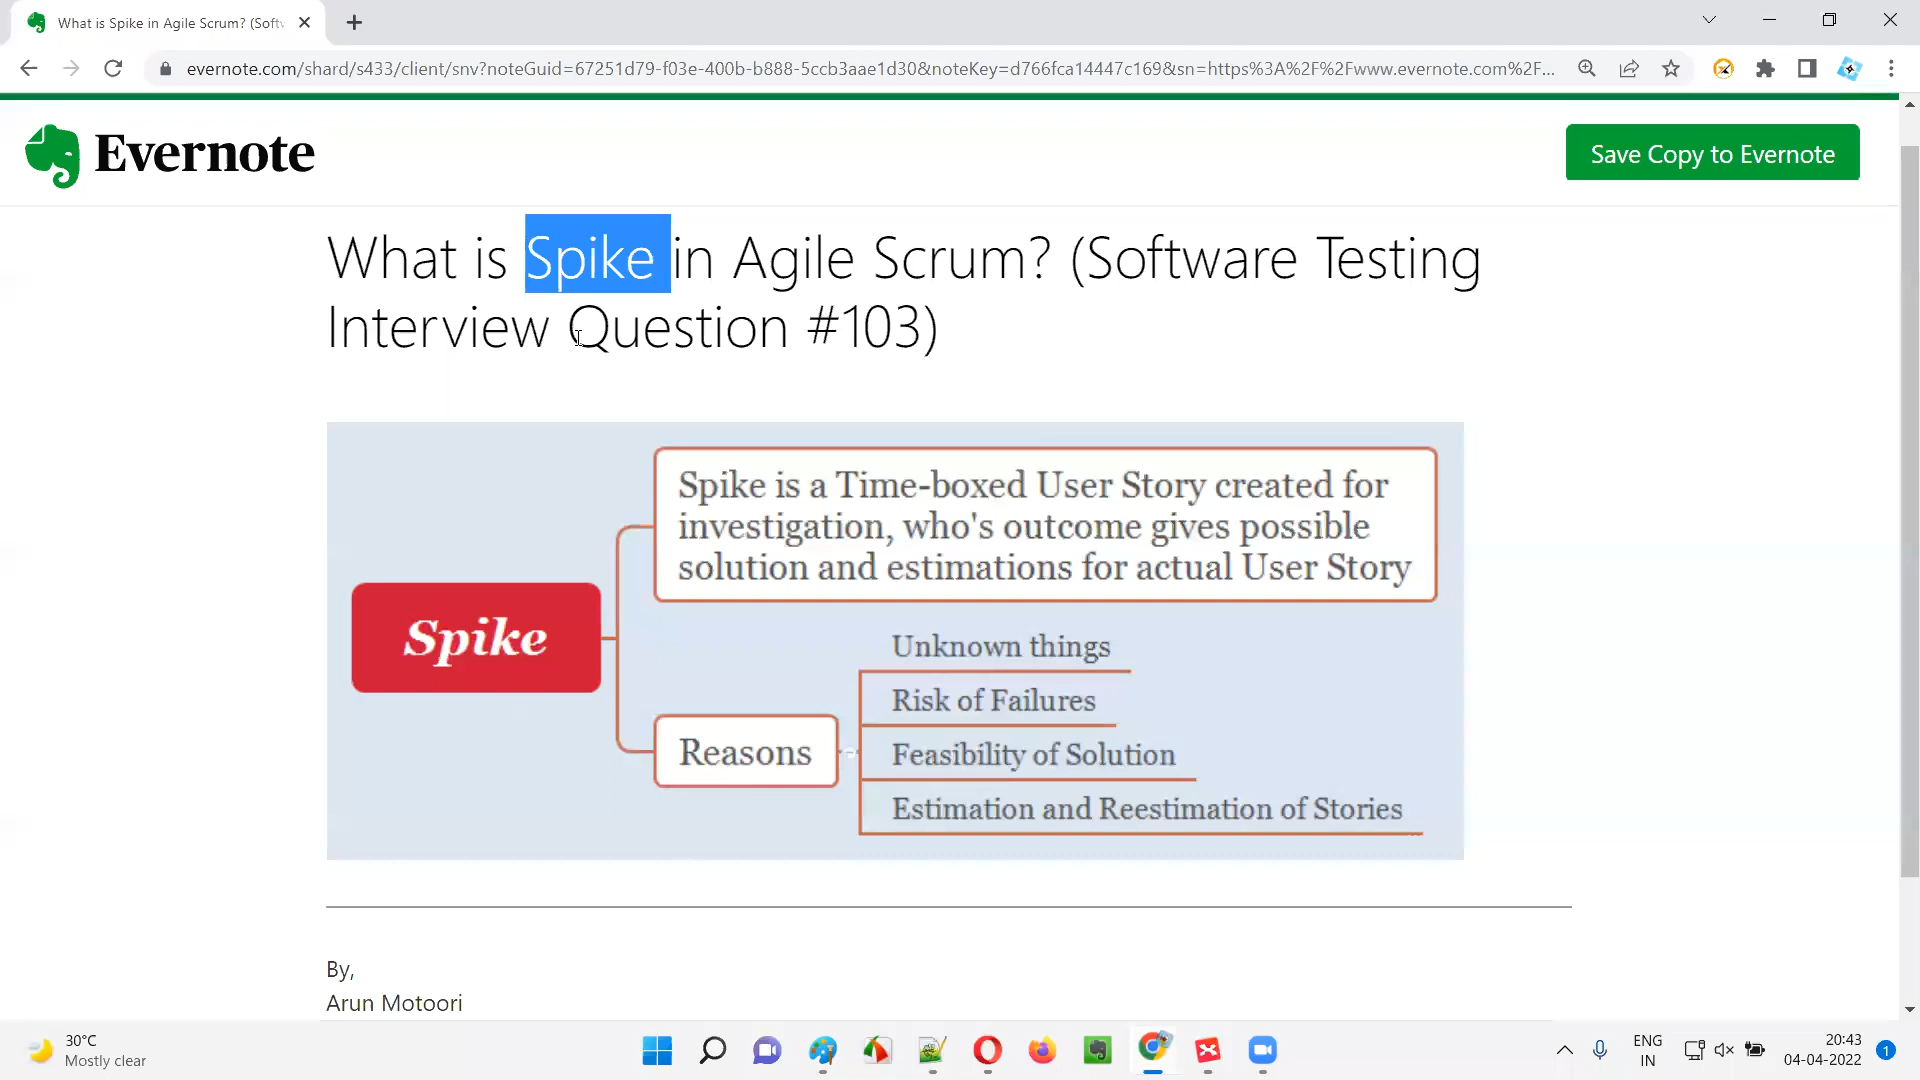 What is Spike in Agile Scrum? (Softw
evernote.com/shard/s433/client/snv?noteGuid=67251d79-f03e-400b-b888-5ccb3aae1d30&noteKey=d766fca14447c169&sn=https%3A%2F%2Fwww.evernote.com%2F...
Evernote
Save Copy to Evernote
What is Spike in Agile Scrum? (Software Testing
Interview Question #103)
Spike is a Time-boxed User Story created for
investigation, who's outcome gives possible
solution and estimations for actual User Story
Spike
Unknown things
Risk of Failures
Reasons
Feasibility of Solution
Estimation and Reestimation of Stories
By,
Arun Motoori
30°C
Mostly clear
ENG
IN
20:43
04-04-2022
1